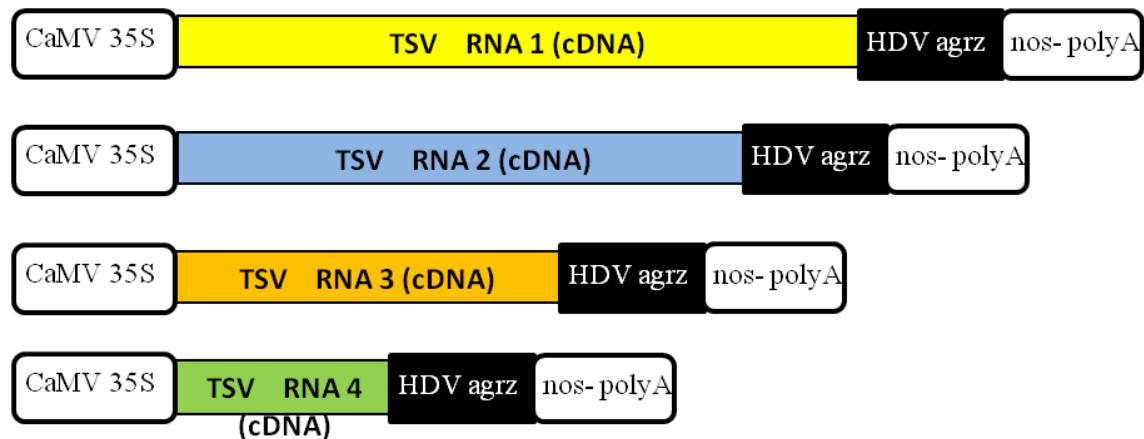 CaMV 35S TSV RNA 1 (cDNA) HDV agrz nos- polyA
CaMV 35S TSV RNA 2 (cDNA) HDV agrz nos- polyA
CaMV 35S TSV RNA 3 (cDNA) HDV agrz nos- polyA
CaMV 35S TSV RNA 4 HDV agrz nos- polyA
(cDNA)